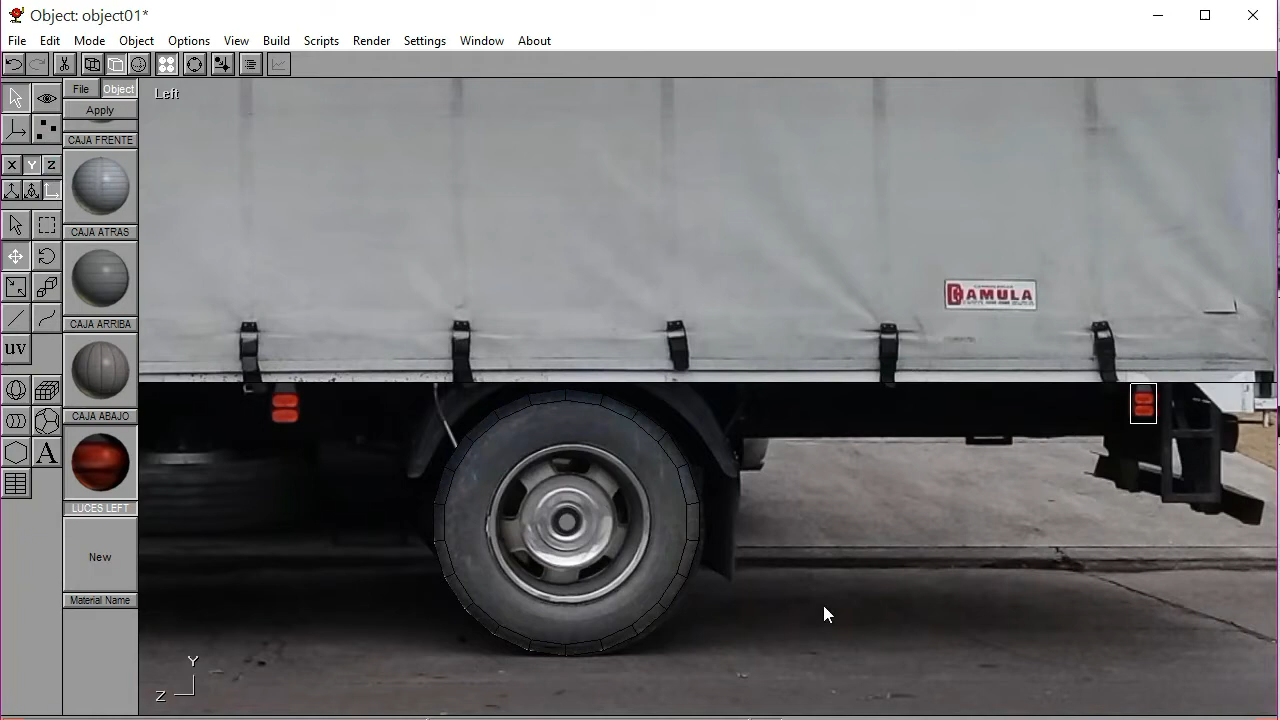 Object: object01*
File Edit Mode Object Options View Build Scripts Render Settings Window About
File Object
Apply
Left
CAJA FRENTE
X Y Z
CAJA ATRAS
CAJA ARRIBA
uv
CAJA ABAJO
A
LUCES LEFT
New
Material Name
DAMULA
Y
Z